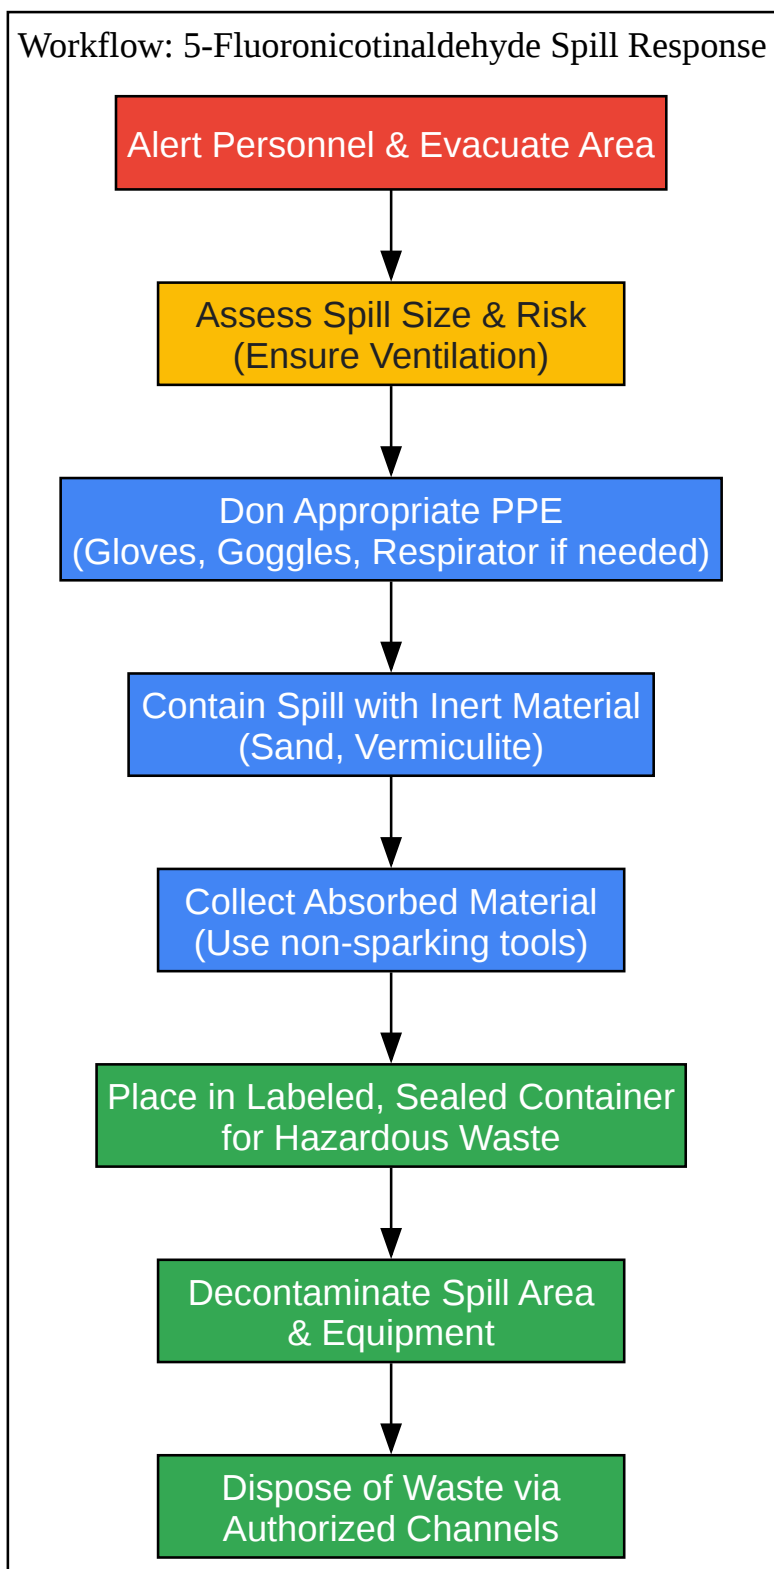 Workflow: 5-Fluoronicotinaldehyde Spill Response
Alert Personnel & Evacuate Area
Assess Spill Size & Risk
(Ensure Ventilation)
Don Appropriate PPE
(Gloves, Goggles, Respirator if needed)
Contain Spill with Inert Material
(Sand, Vermiculite)
Collect Absorbed Material
(Use non-sparking tools)
Place in Labeled, Sealed Container
for Hazardous Waste
Decontaminate Spill Area
& Equipment
Dispose of Waste via
Authorized Channels